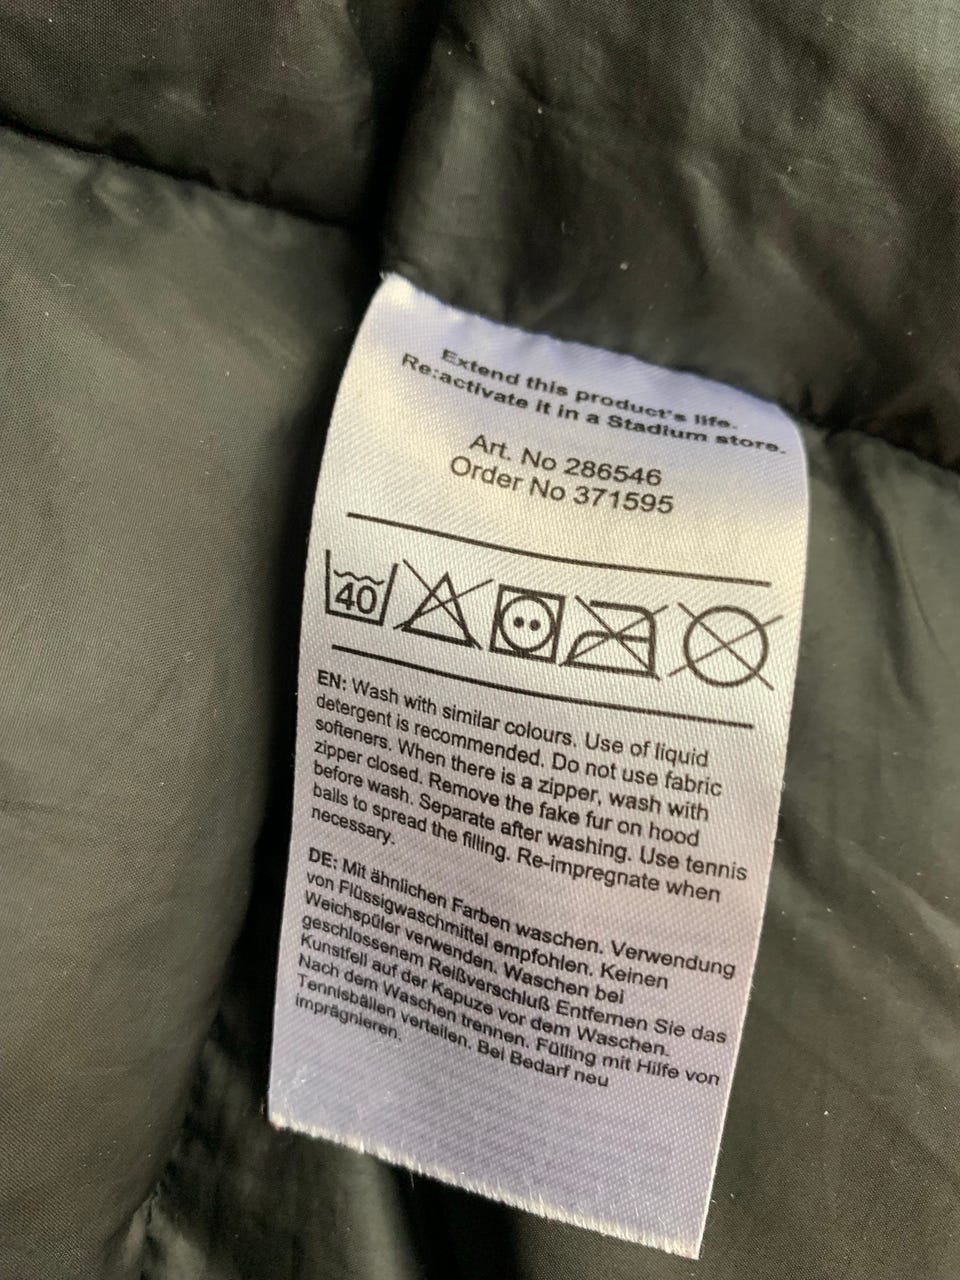 Extend this product's life.
Re:activate it in a Stadium store.
Art. No 286546
Order No 371595
40
EN: Wash with similar colours. Use of liquid
detergent is recommended. Do not use fabric
softeners. When there is a zipper, wash with
zipper closed. Remove the fake fur on hood
before wash. Separate after washing. Use tennis
balls to spread the filling. Re-impregnate when
necessary.
DE: Mit ähnlichen Farben waschen. Verwendung
von Flüssigwaschmittel empfohlen. Keinen
Weichspüler verwenden. Waschen bei
geschlossenem Reißverschluß Entfernen Sie das
Kunstfell auf der Kapuze vor dem Waschen.
Nach dem Waschen trennen. Fülling mit Hilfe von
Tennisbällen verteilen. Bei Bedarf neu
imprägnieren.